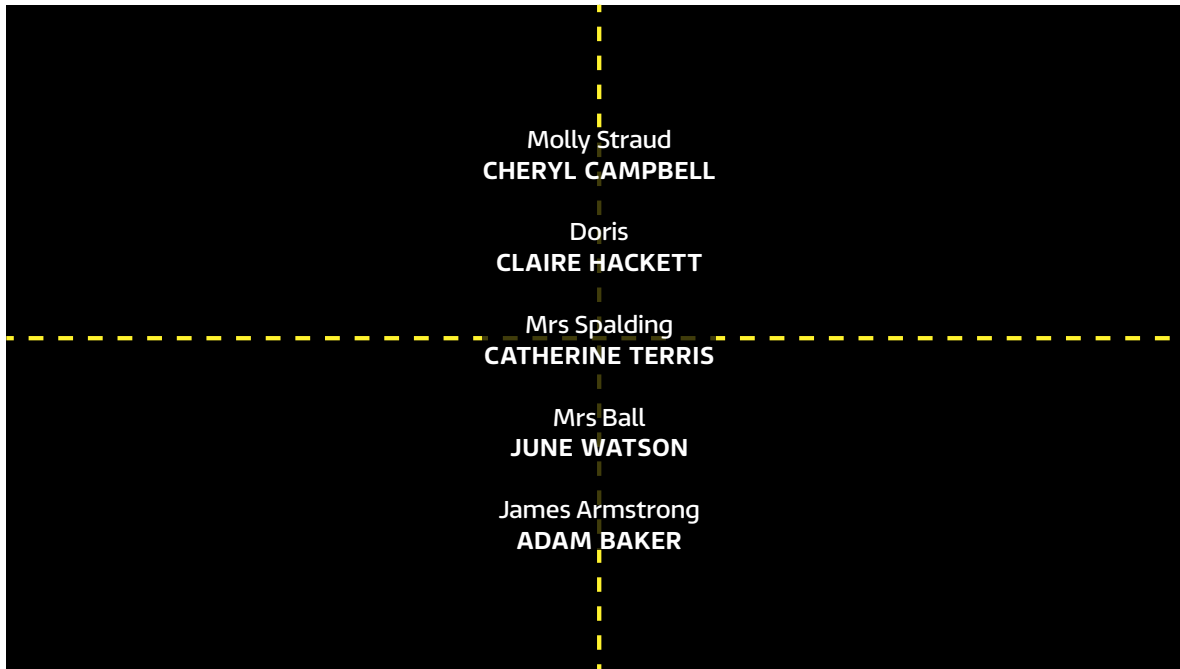 Molly Straud
CHERYL CAMPBELL
Doris
CLAIRE HACKETT
Mrs Spalding
CATHERINE TERRIS
Mrs Ball
JUNE WATSON
James Armstrong
ADAM BAKER